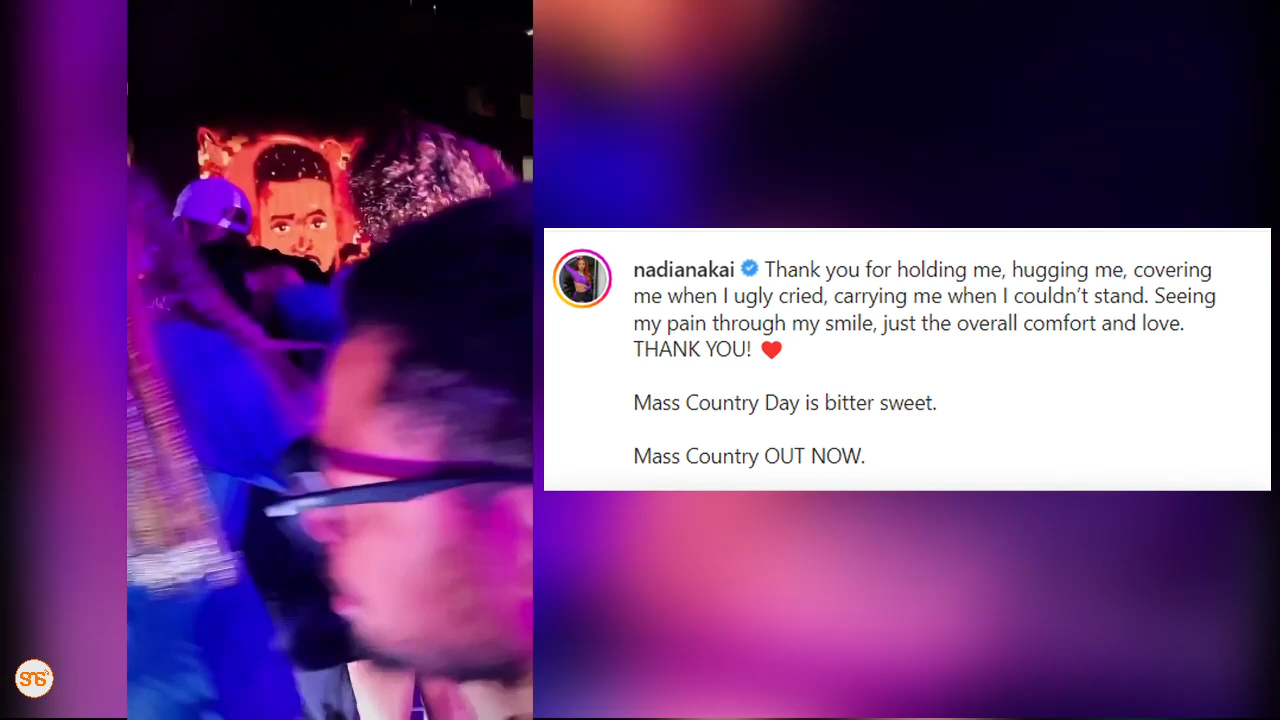 nadianakai Thank you for holding me, hugging me, covering
me when I ugly cried, carrying me when I couldn’t stand. Seeing
my pain through my smile, just the overall comfort and love.
THANK YOU! ❤️
Mass Country Day is bitter sweet.
Mass Country OUT NOW.
SNS